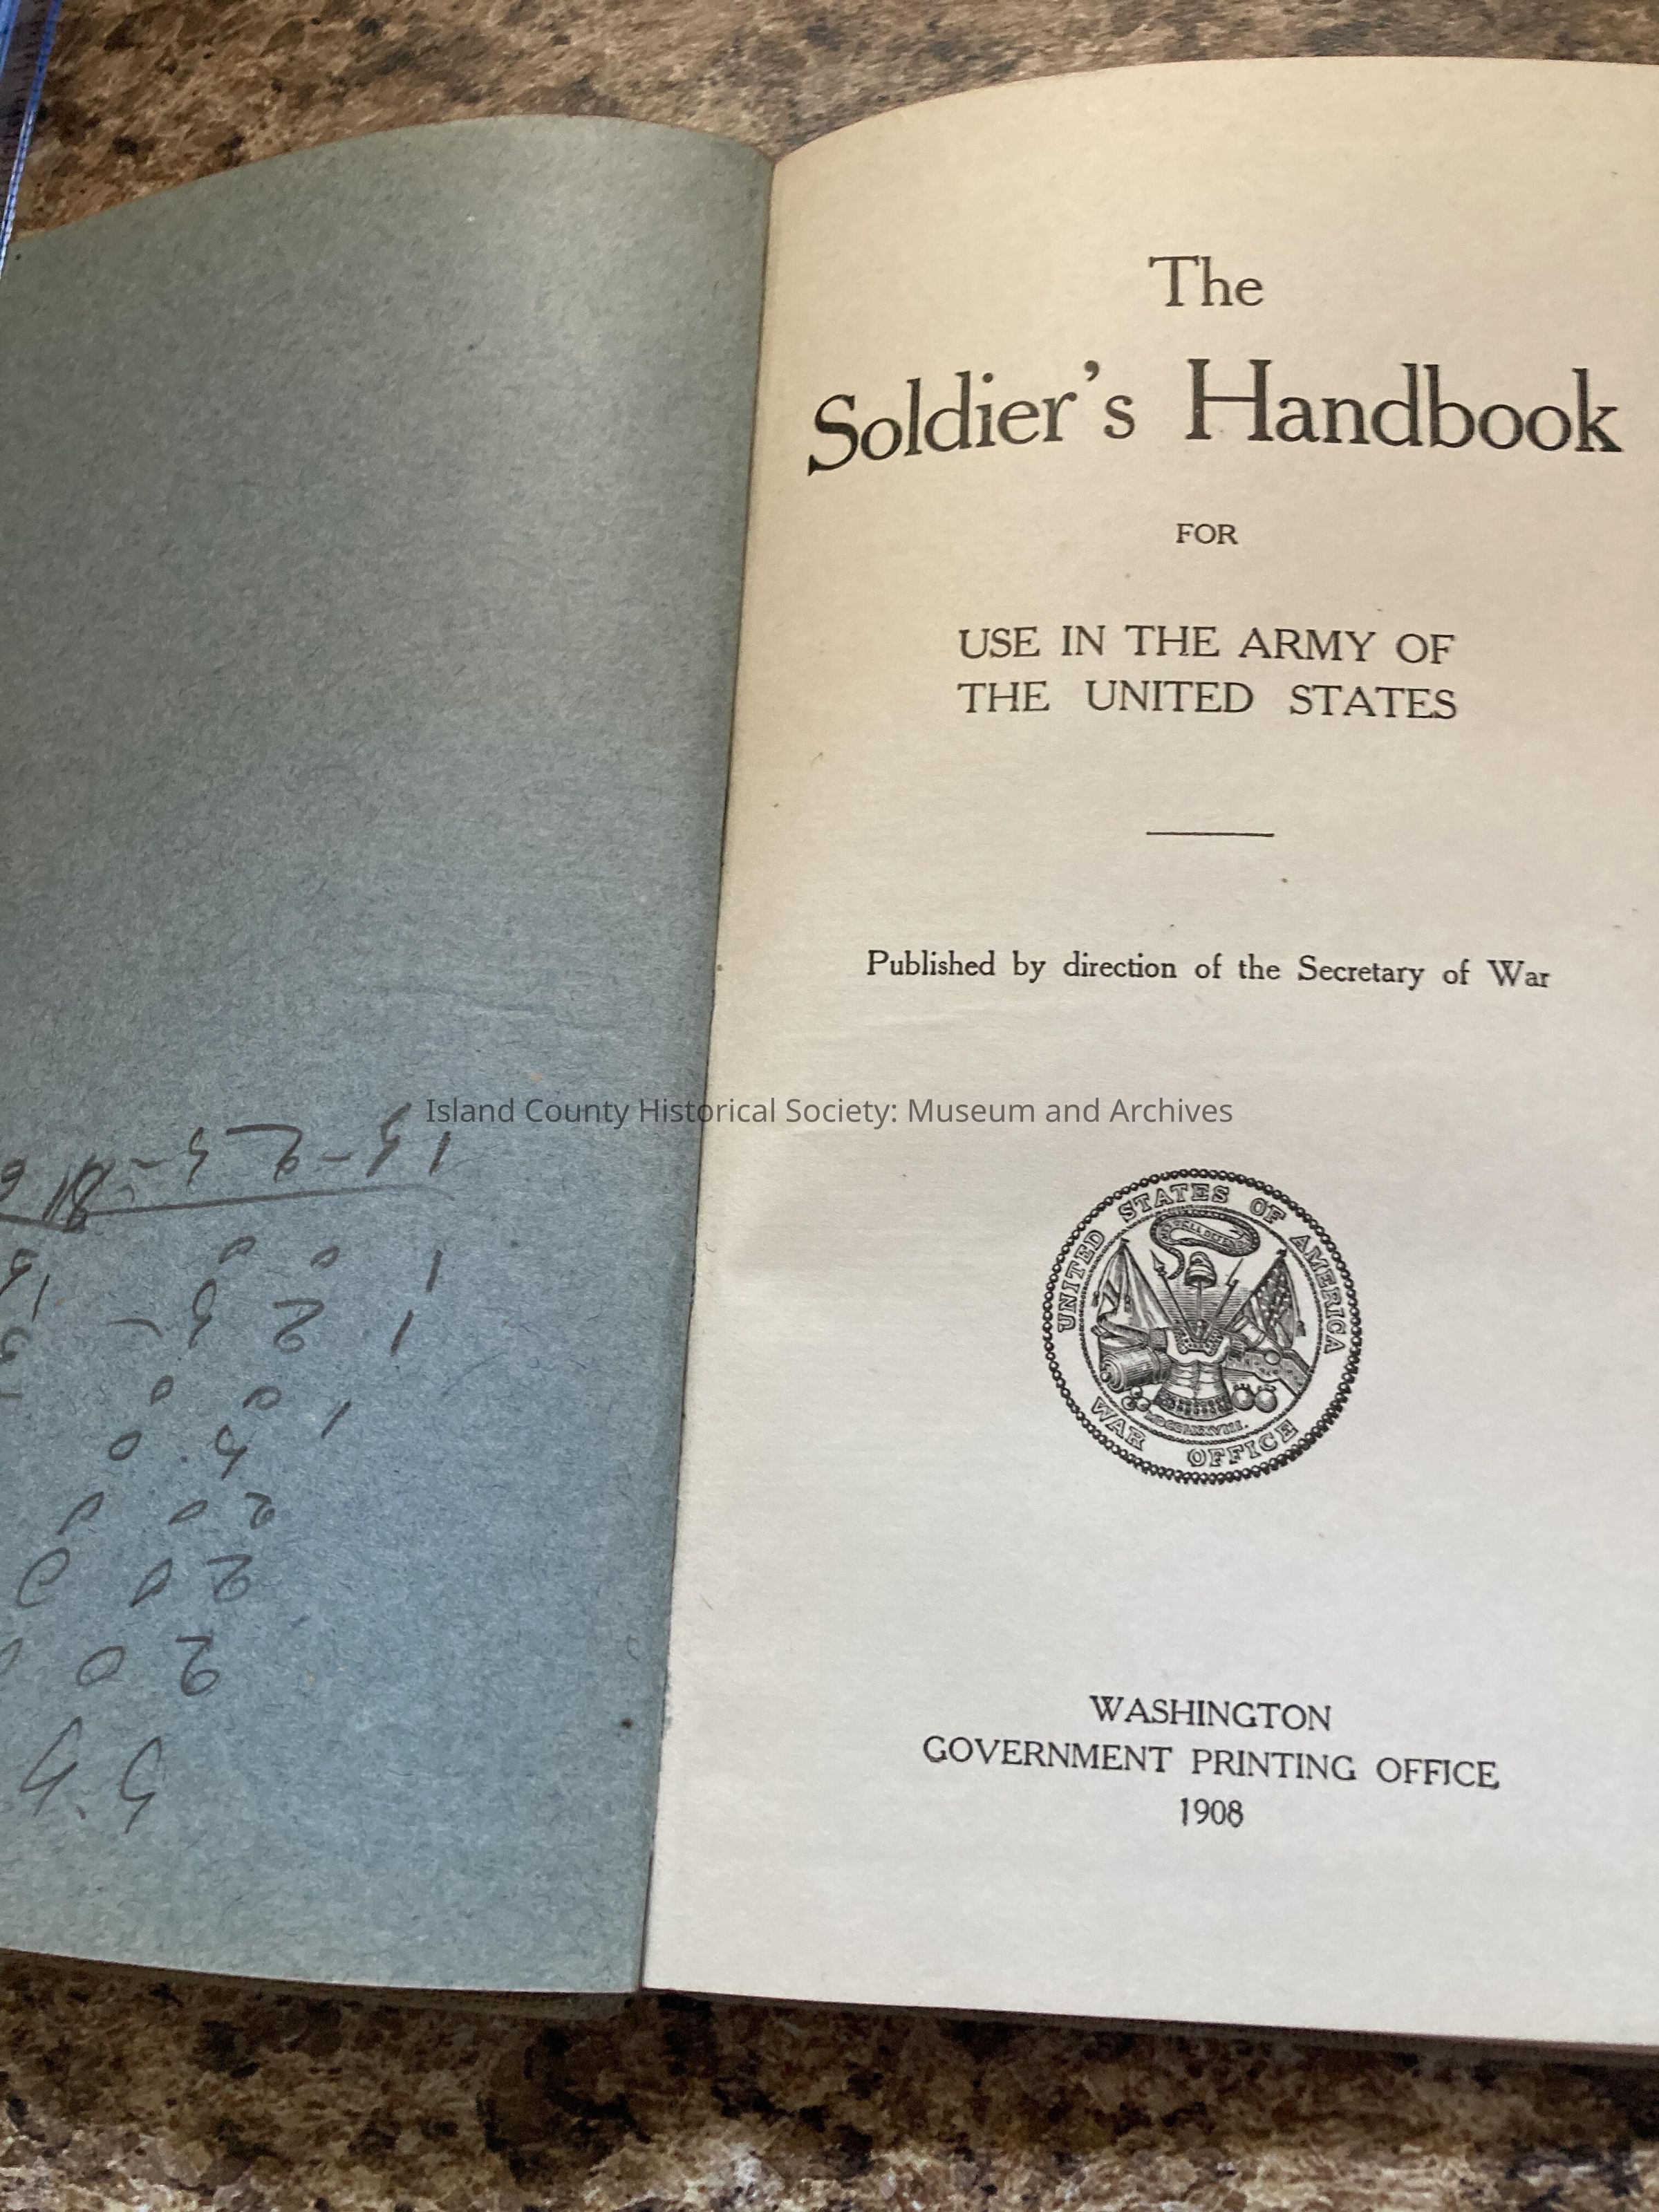 The
Soldier's Handbook
FOR
USE IN THE ARMY OF
THE UNITED STATES
Published by direction of the Secretary of War
Island County Historical Society: Museum and Archives
UNITED STATES OF AMERICA
WAR OFFICE
WASHINGTON
GOVERNMENT PRINTING OFFICE
1908